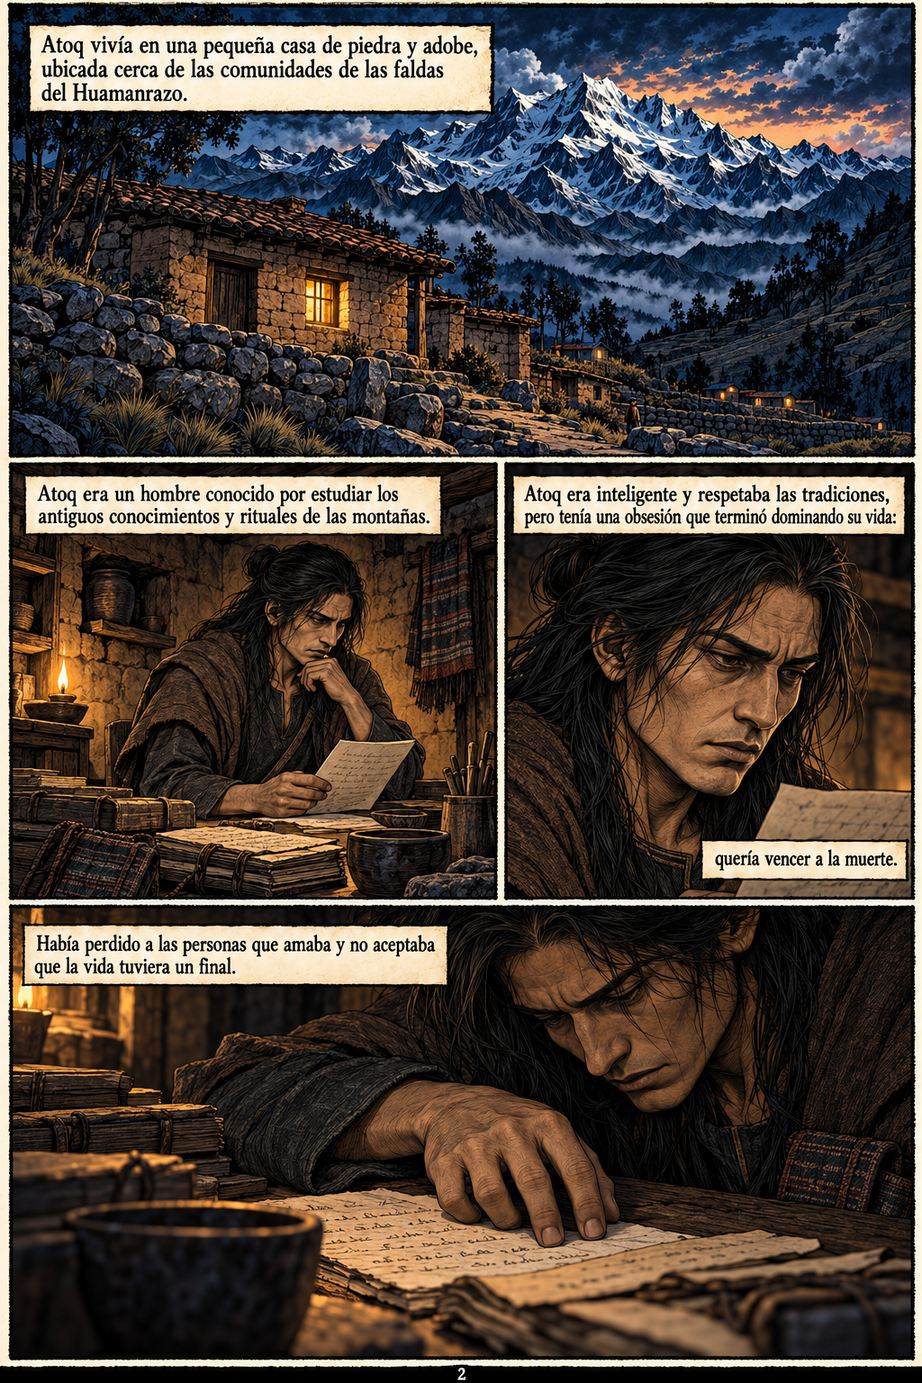 Atoq vivía en una pequeña casa de piedra y adobe,
ubicada cerca de las comunidades de las faldas
del Huamanrazo.
Atoq era un hombre conocido por estudiar los
antiguos conocimientos y rituales de las montañas.
Atoq era inteligente y respetaba las tradiciones,
pero tenía una obsesión que terminó dominando su vida:
quería vencer a la muerte.
Había perdido a las personas que amaba y no aceptaba
que la vida tuviera un final.
2